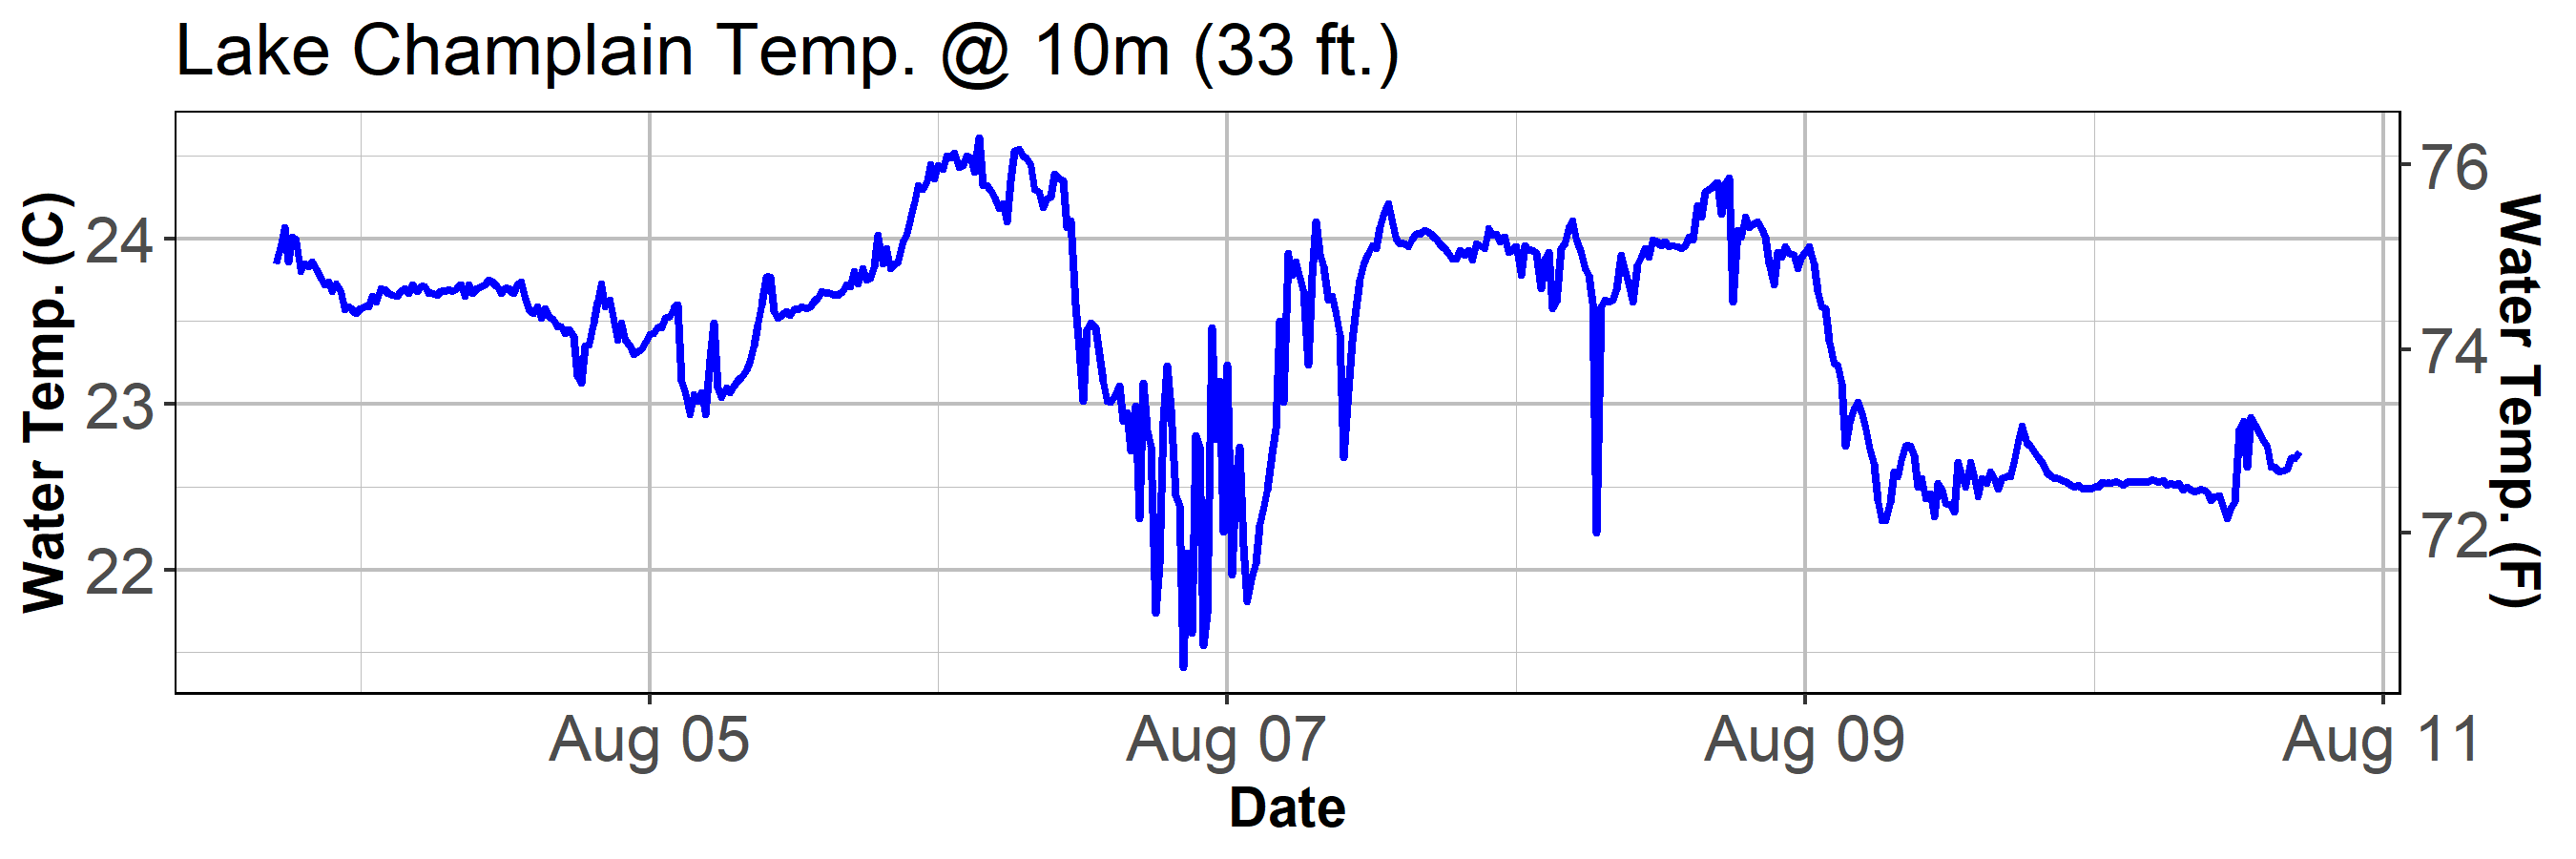 Lake Champlain Temp. @ 10m (33 ft.)
Water Temp. (C)
24
23
22
76
74
72
Water Temp. (F)
Aug 05
Aug 07
Aug 09
Aug 11
Date